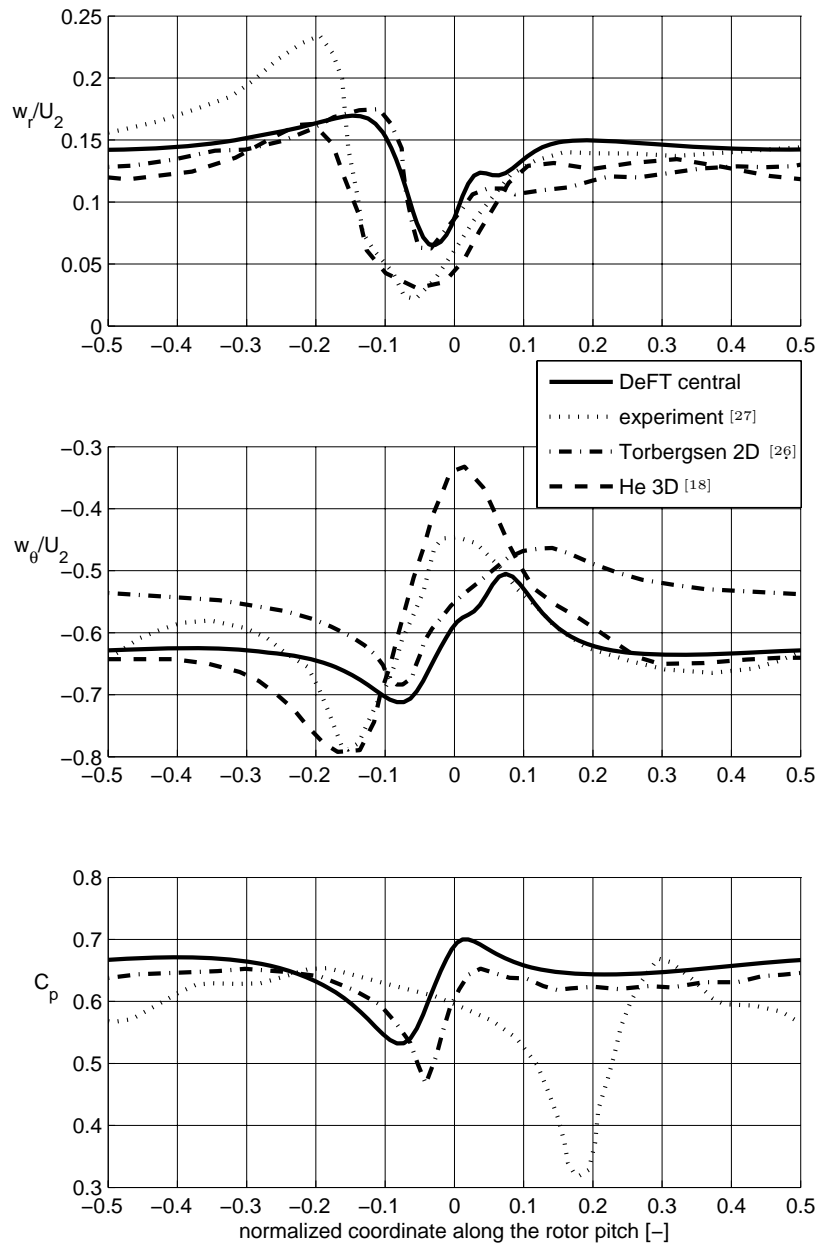 0.25
0.2
0.15
0.1
0.05
0
w_r/U_2
−0.5 −0.4 −0.3 −0.2 −0.1 0 0.1 0.2 0.3 0.4 0.5
DeFT central
experiment [27]
Torbergsen 2D [26]
He 3D [18]
−0.3
−0.4
−0.5
−0.6
−0.7
−0.8
w_θ/U_2
−0.5 −0.4 −0.3 −0.2 −0.1 0 0.1 0.2 0.3 0.4 0.5
0.8
0.7
0.6
0.5
0.4
0.3
C_p
−0.5 −0.4 −0.3 −0.2 −0.1 0 0.1 0.2 0.3 0.4 0.5
normalized coordinate along the rotor pitch [−]